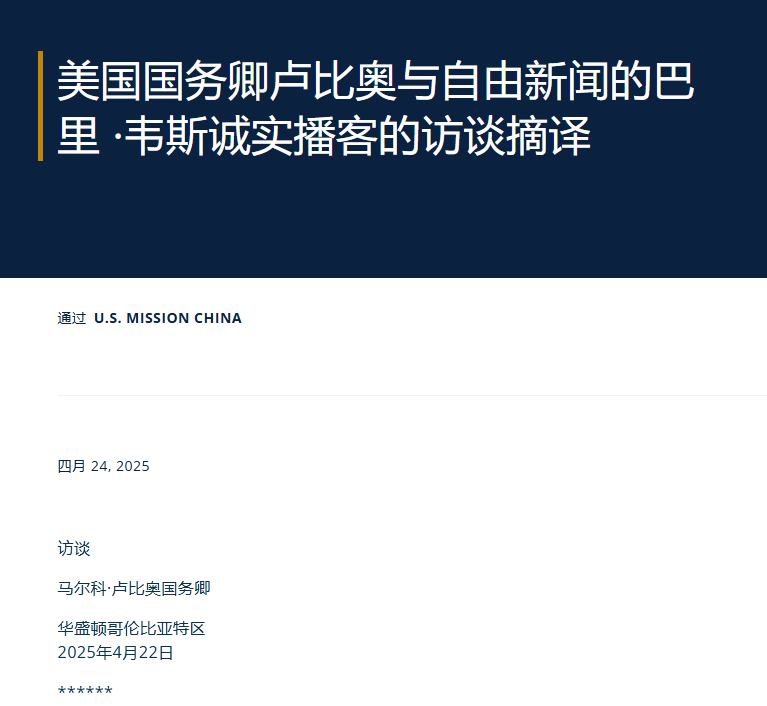 美国国务卿卢比奥与自由新闻的巴
里 ·韦斯诚实播客的访谈摘译
通过 U.S. MISSION CHINA
四月 24, 2025
访谈
马尔科·卢比奥国务卿
华盛顿哥伦比亚特区
2025年4月22日
******